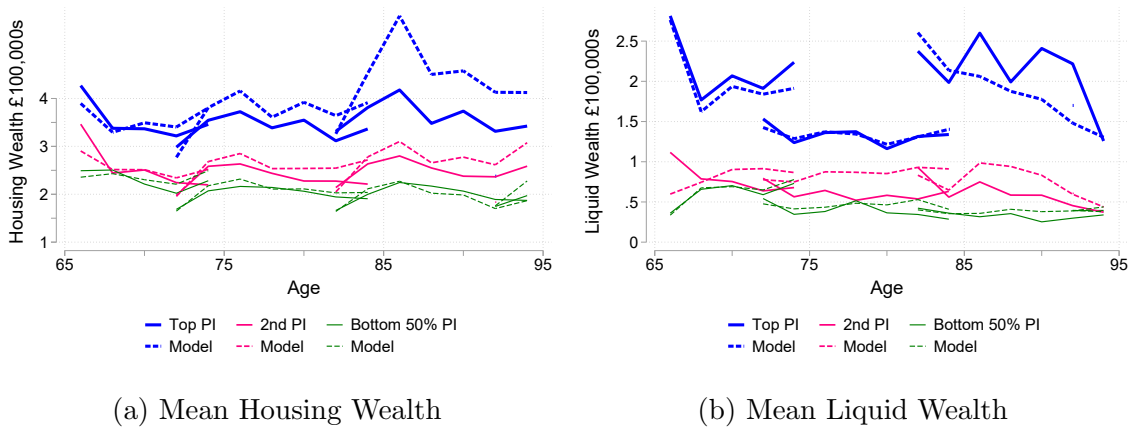 Housing Wealth £100,000s
4
3
2
1
65
75
85
95
Age
Top PI
2nd PI
Bottom 50% PI
Model
Model
Model
(a) Mean Housing Wealth
Liquid Wealth £100,000s
2.5
2
1.5
1
.5
0
65
75
85
95
Age
Top PI
2nd PI
Bottom 50% PI
Model
Model
Model
(b) Mean Liquid Wealth